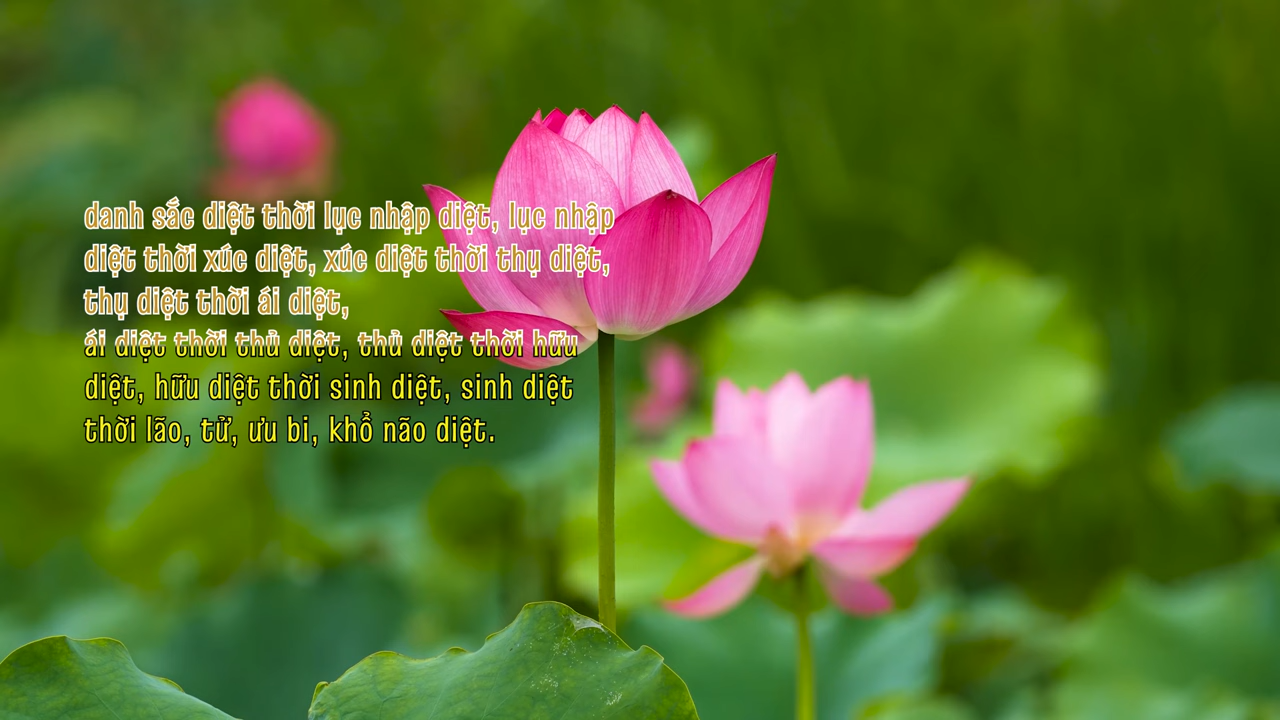 danh sắc diệt thời lục nhập diệt, lục nhập
diệt thời xúc diệt, xúc diệt thời thụ diệt,
thụ diệt thời ái diệt,
ái diệt thời thủ diệt, thủ diệt thời hữu
diệt, hữu diệt thời sinh diệt, sinh diệt
thời lão, tử, ưu bi, khổ não diệt.